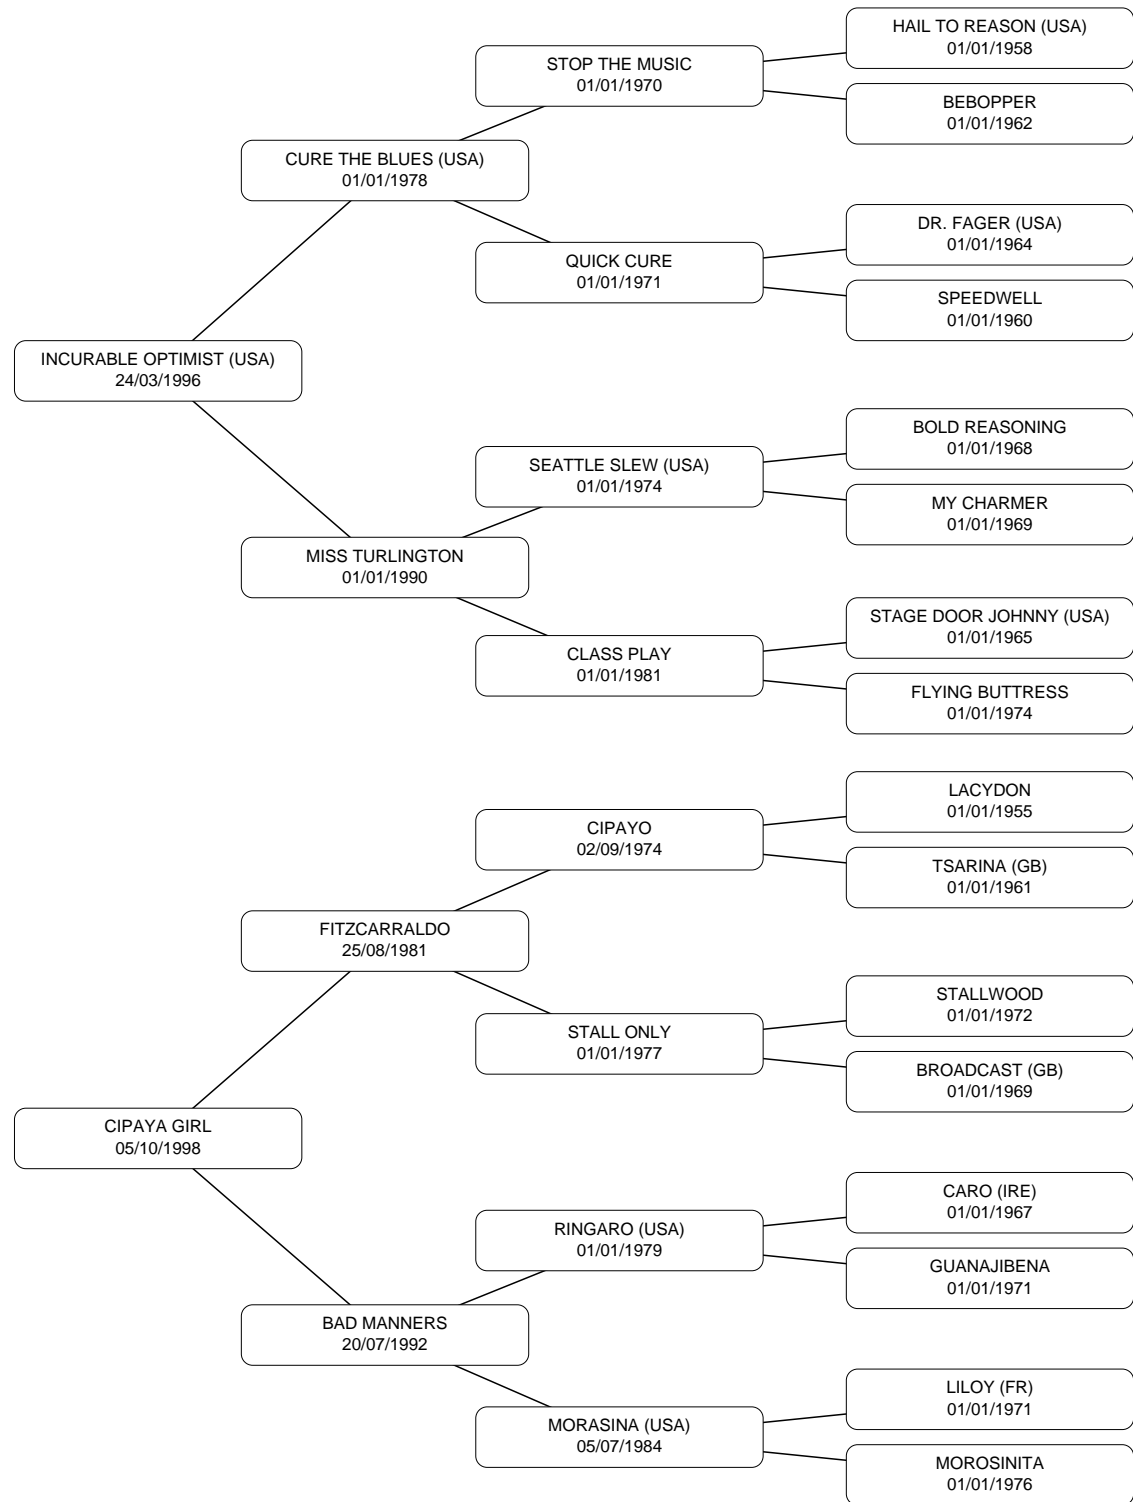 HAIL TO REASON (USA)
01/01/1958
STOP THE MUSIC
01/01/1970
BEBOPPER
01/01/1962
CURE THE BLUES (USA)
01/01/1978
DR. FAGER (USA)
01/01/1964
QUICK CURE
01/01/1971
SPEEDWELL
01/01/1960
INCURABLE OPTIMIST (USA)
24/03/1996
BOLD REASONING
01/01/1968
SEATTLE SLEW (USA)
01/01/1974
MY CHARMER
01/01/1969
MISS TURLINGTON
01/01/1990
STAGE DOOR JOHNNY (USA)
01/01/1965
CLASS PLAY
01/01/1981
FLYING BUTTRESS
01/01/1974
LACYDON
01/01/1955
CIPAYO
02/09/1974
TSARINA (GB)
01/01/1961
FITZCARRALDO
25/08/1981
STALLWOOD
01/01/1972
STALL ONLY
01/01/1977
BROADCAST (GB)
01/01/1969
CIPAYA GIRL
05/10/1998
CARO (IRE)
01/01/1967
RINGARO (USA)
01/01/1979
GUANAJIBENA
01/01/1971
BAD MANNERS
20/07/1992
LILOY (FR)
01/01/1971
MORASINA (USA)
05/07/1984
MOROSINITA
01/01/1976